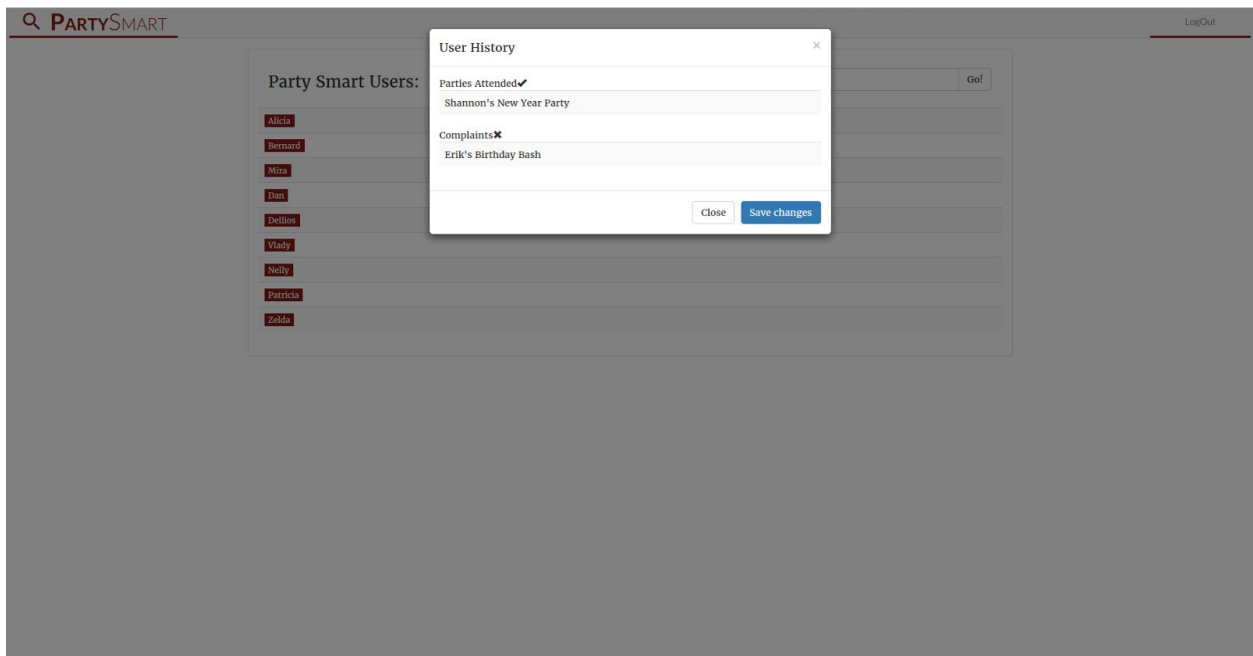 PARTYSMART
LogOut
User History ×
Party Smart Users:
Go!
Parties Attended✔
Shannon's New Year Party
Complaints✖
Erik's Birthday Bash
Close Save changes
Alicia
Bernard
Mira
Dan
Dellios
Vlady
Nelly
Patricia
Zelda